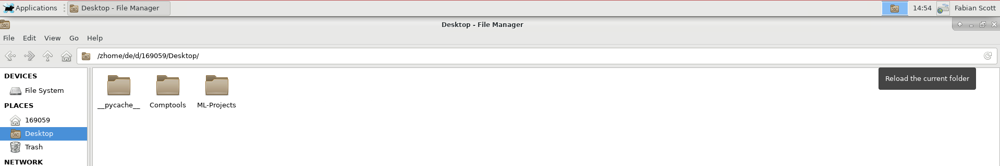 Applications Desktop - File Manager 14:54 Fabian Scott
Desktop - File Manager
File Edit View Go Help
/zhome/de/d/169059/Desktop/
DEVICES
File System
PLACES
169059
Desktop
Trash
NETWORK
__pycache__ Comptools ML-Projects
Reload the current folder